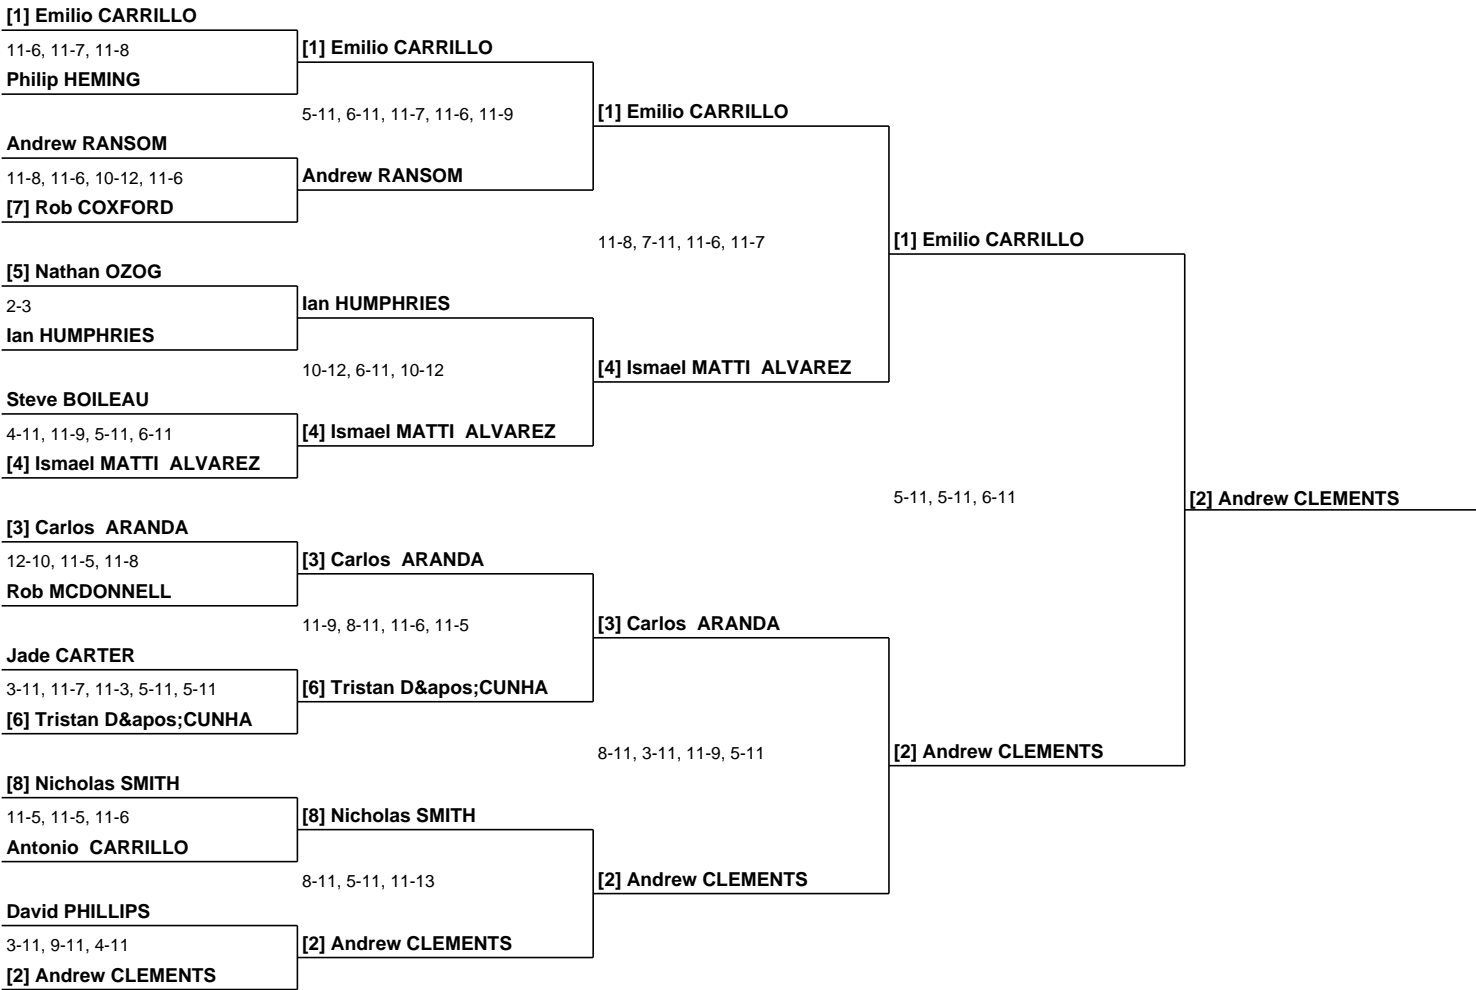 [1] Emilio CARRILLO
11-6, 11-7, 11-8
Philip HEMING
Andrew RANSOM
11-8, 11-6, 10-12, 11-6
[7] Rob COXFORD
[5] Nathan OZOG
2-3
Ian HUMPHRIES
Steve BOILEAU
4-11, 11-9, 5-11, 6-11
[4] Ismael MATTI  ALVAREZ
[3] Carlos  ARANDA
12-10, 11-5, 11-8
Rob MCDONNELL
Jade CARTER
3-11, 11-7, 11-3, 5-11, 5-11
[6] Tristan D&apos;CUNHA
[8] Nicholas SMITH
11-5, 11-5, 11-6
Antonio  CARRILLO
David PHILLIPS
3-11, 9-11, 4-11
[2] Andrew CLEMENTS
[1] Emilio CARRILLO
5-11, 6-11, 11-7, 11-6, 11-9
Andrew RANSOM
Ian HUMPHRIES
10-12, 6-11, 10-12
[4] Ismael MATTI  ALVAREZ
[3] Carlos  ARANDA
11-9, 8-11, 11-6, 11-5
[6] Tristan D&apos;CUNHA
[8] Nicholas SMITH
8-11, 5-11, 11-13
[2] Andrew CLEMENTS
[1] Emilio CARRILLO
11-8, 7-11, 11-6, 11-7
[4] Ismael MATTI  ALVAREZ
[3] Carlos  ARANDA
8-11, 3-11, 11-9, 5-11
[2] Andrew CLEMENTS
[1] Emilio CARRILLO
5-11, 5-11, 6-11
[2] Andrew CLEMENTS
[2] Andrew CLEMENTS